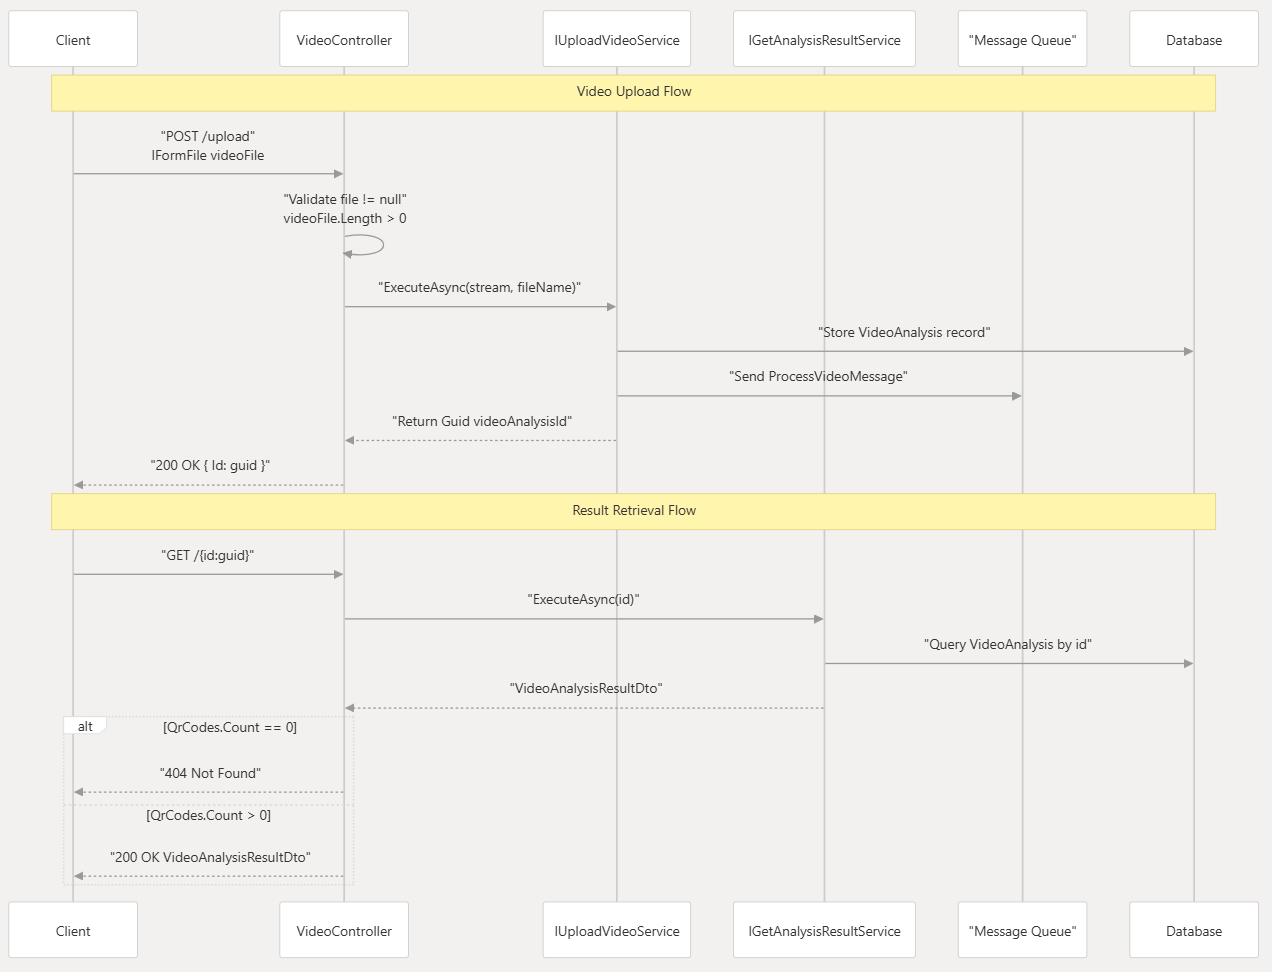 Client
VideoController
IUploadVideoService
IGetAnalysisResultService
"Message Queue"
Database
Video Upload Flow
"POST /upload"
IFormFile videoFile
"Validate file != null"
videoFile.Length > 0
"ExecuteAsync(stream, fileName)"
"Store VideoAnalysis record"
"Send ProcessVideoMessage"
"Return Guid videoAnalysisId"
"200 OK { Id: guid }"
Result Retrieval Flow
"GET /{id:guid}"
"ExecuteAsync(id)"
"Query VideoAnalysis by id"
"VideoAnalysisResultDto"
alt
[QrCodes.Count == 0]
"404 Not Found"
[QrCodes.Count > 0]
"200 OK VideoAnalysisResultDto"
Client
VideoController
IUploadVideoService
IGetAnalysisResultService
"Message Queue"
Database